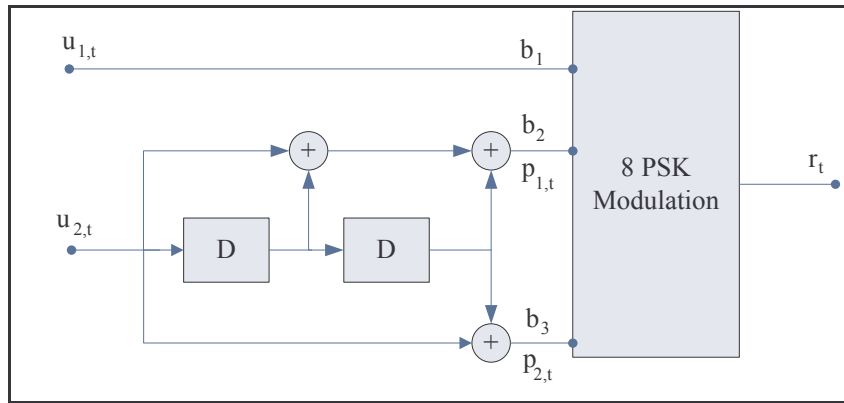 u1,t
b1
+
+
b2
p1,t
8 PSK
Modulation
rt
u2,t
D
D
+
b3
p2,t